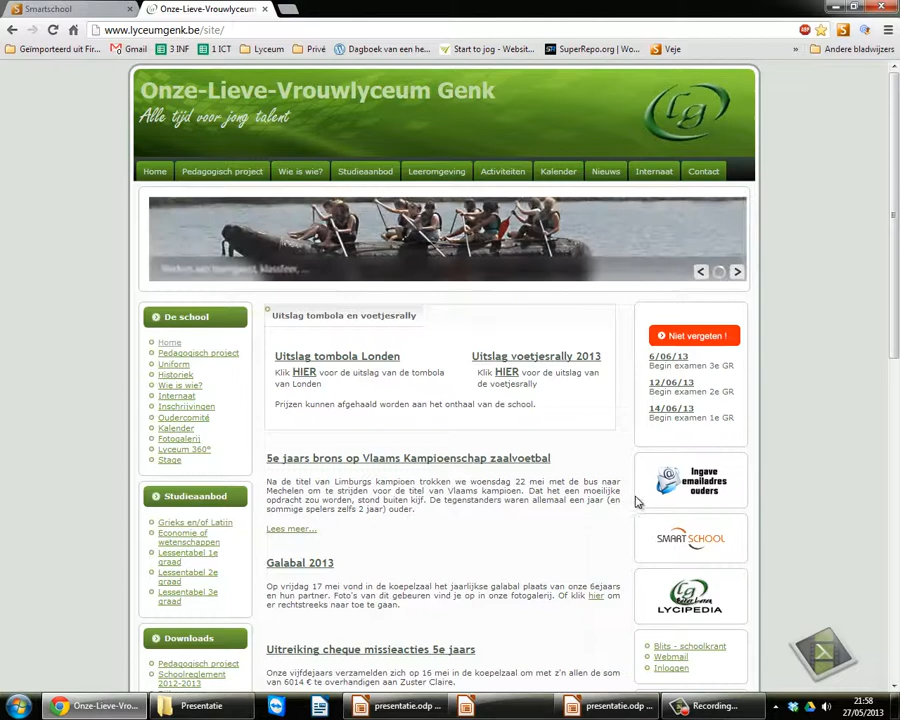 Smartschool
Onze-Lieve-Vrouwlyceum
www.lyceumgenk.be/site/
Geïmporteerd uit Fir...
Gmail
3 INF
1 ICT
Lyceum
Privé
Dagboek van een he...
Start to jog - Websit...
SuperRepo.org | Wo...
Veje
»
Andere bladwijzers
Onze-Lieve-Vrouwlyceum Genk
Alle tijd voor jong talent
lg
Home
Pedagogisch project
Wie is wie?
Studieaanbod
Leeromgeving
Activiteiten
Kalender
Nieuws
Internaat
Contact
< >
De school
Home
Pedagogisch project
Uniform
Historiek
Wie is wie?
Internaat
Inschrijvingen
Oudercomité
Kalender
Fotogalerij
Lyceum 360°
Stage
Studieaanbod
Grieks en/of Latijn
Economie of
wetenschappen
Lessentabel 1e
graad
Lessentabel 2e
graad
Lessentabel 3e
graad
Downloads
Pedagogisch project
Schoolreglement
2012-2013
Uitslag tombola en voetjesrally
Uitslag tombola Londen
Klik HIER voor de uitslag van de tombola
van Londen
Uitslag voetjesrally 2013
Klik HIER voor de uitslag van
de voetjesrally
Prijzen kunnen afgehaald worden aan het onthaal van de school.
5e jaars brons op Vlaams Kampioenschap zaalvoetbal
Na de titel van Limburgs kampioen trokken we woensdag 22 mei met de bus naar
Mechelen om te strijden voor de titel van Vlaams kampioen. Dat het een moeilijke
opdracht zou worden, stond buiten kijf. De tegenstanders waren allemaal een jaar (en
sommige spelers zelfs 2 jaar) ouder.
Lees meer...
Galabal 2013
Op vrijdag 17 mei vond in de koepelzaal het jaarlijkse galabal plaats van onze 6ejaars
en hun partner. Foto's van dit gebeuren vind je op in onze fotogalerij. Of klik hier om
er rechtstreeks naar toe te gaan.
Uitreiking cheque missieacties 5e jaars
Onze vijfdejaars verzamelden zich op 16 mei in de koepelzaal om met z'n allen de som
van 6014 € te overhandigen aan Zuster Claire.
Niet vergeten !
6/06/13
Begin examen 3e GR
12/06/13
Begin examen 2e GR
14/06/13
Begin examen 1e GR
Ingave
emailadres
ouders
SMARTSCHOOL
lg
LYCIPEDIA
Blits - schoolkrant
Webmail
Inloggen
Onze-Lieve-Vro...
Presentatie
presentatie.odp ...
presentatie.odp ...
Recording...
21:58
27/05/2013